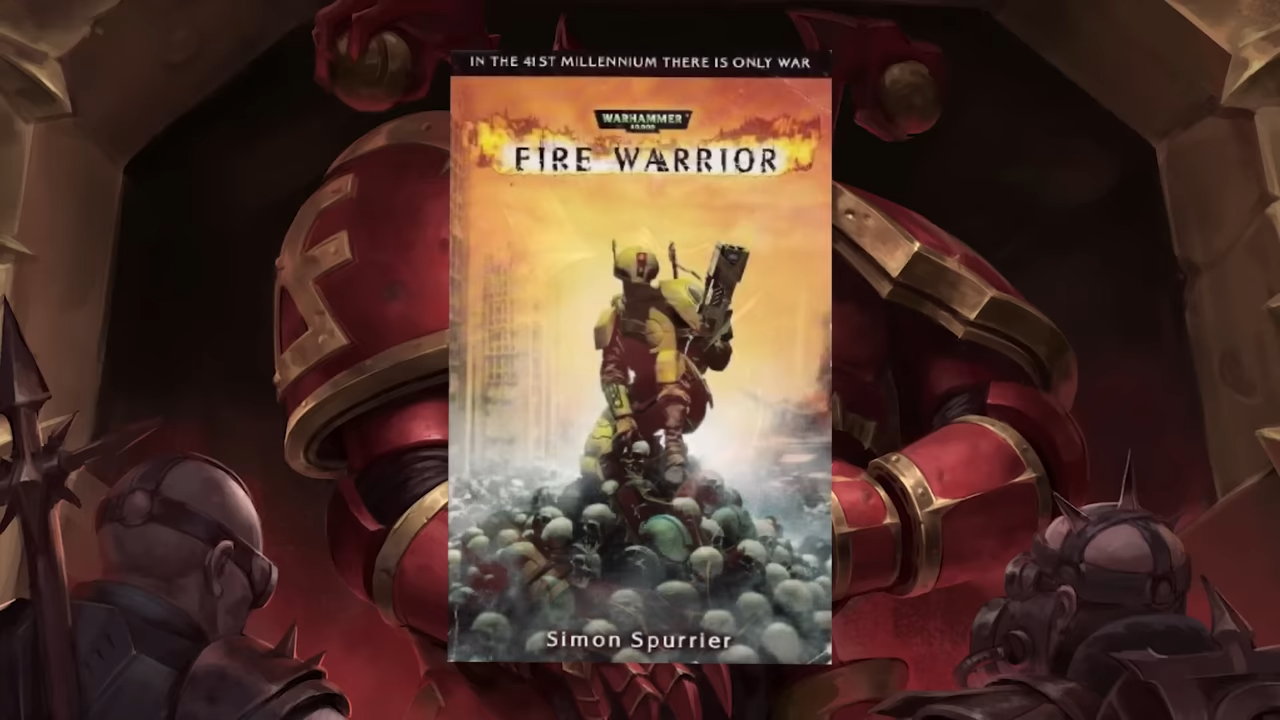 IN THE 41ST MILLENNIUM THERE IS ONLY WAR
WARHAMMER
40,000
FIRE WARRIOR
Simon Spurrier